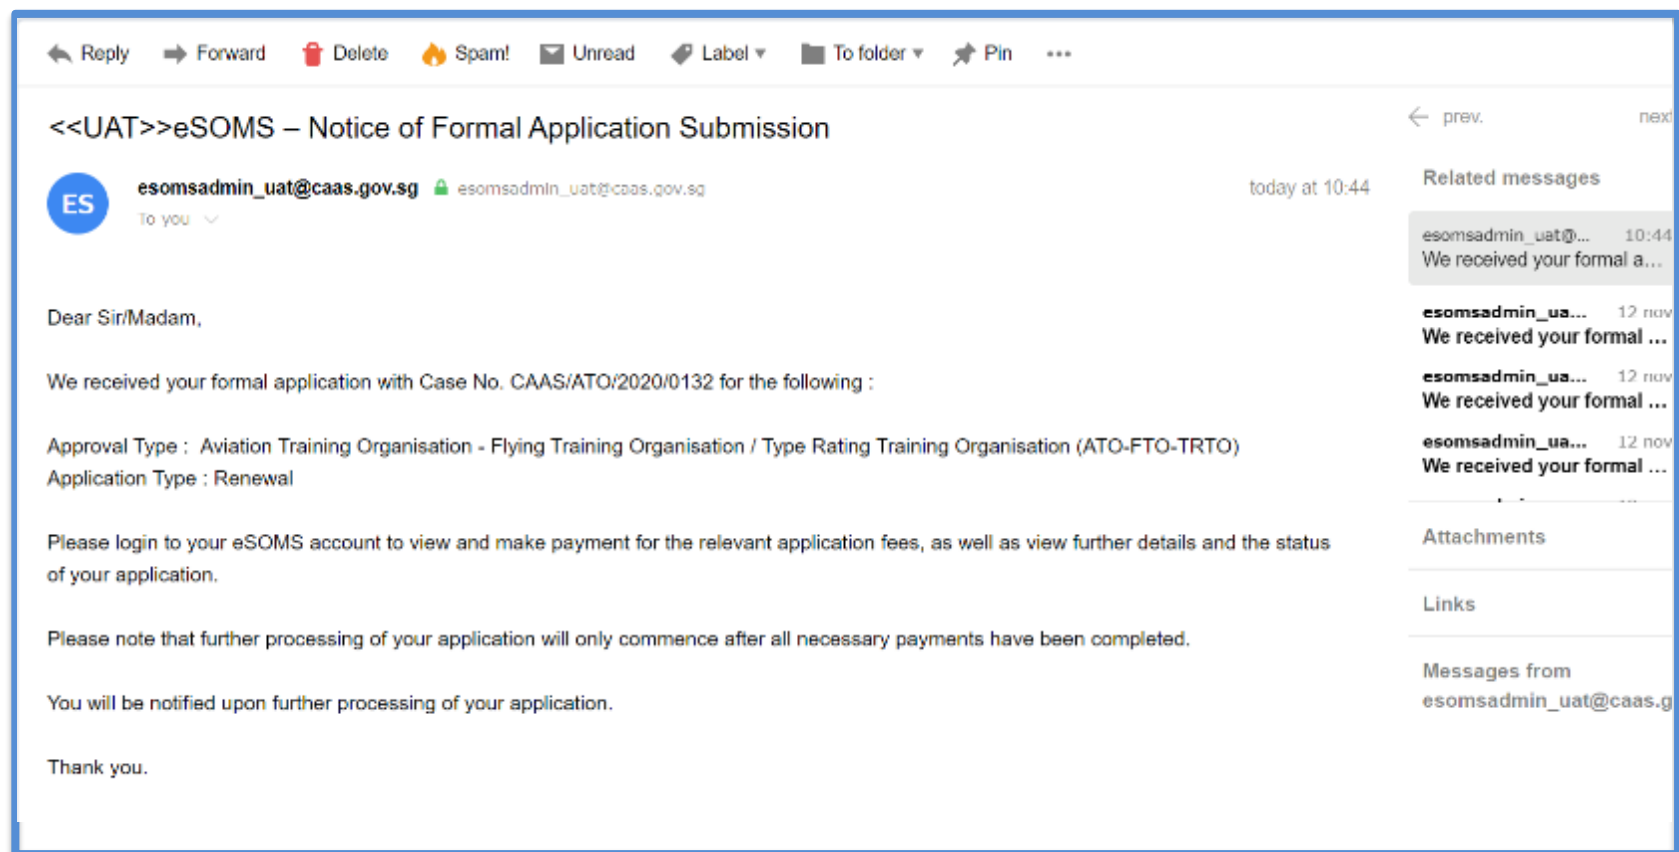 Reply Forward Delete Spam! Unread Label To folder Pin
<<UAT>>eSOMS – Notice of Formal Application Submission
ES
esomsadmin_uat@caas.gov.sg esomsadmin_uat@caas.gov.sg today at 10:44
To you
Dear Sir/Madam,
We received your formal application with Case No. CAAS/ATO/2020/0132 for the following :
Approval Type : Aviation Training Organisation - Flying Training Organisation / Type Rating Training Organisation (ATO-FTO-TRTO)
Application Type : Renewal
Please login to your eSOMS account to view and make payment for the relevant application fees, as well as view further details and the status
of your application.
Please note that further processing of your application will only commence after all necessary payments have been completed.
You will be notified upon further processing of your application.
Thank you.
prev. next
Related messages
esomsadmin_uat@... 10:44
We received your formal a...
esomsadmin_ua... 12 nov
We received your formal ...
esomsadmin_ua... 12 nov
We received your formal ...
esomsadmin_ua... 12 nov
We received your formal ...
Attachments
Links
Messages from
esomsadmin_uat@caas.g